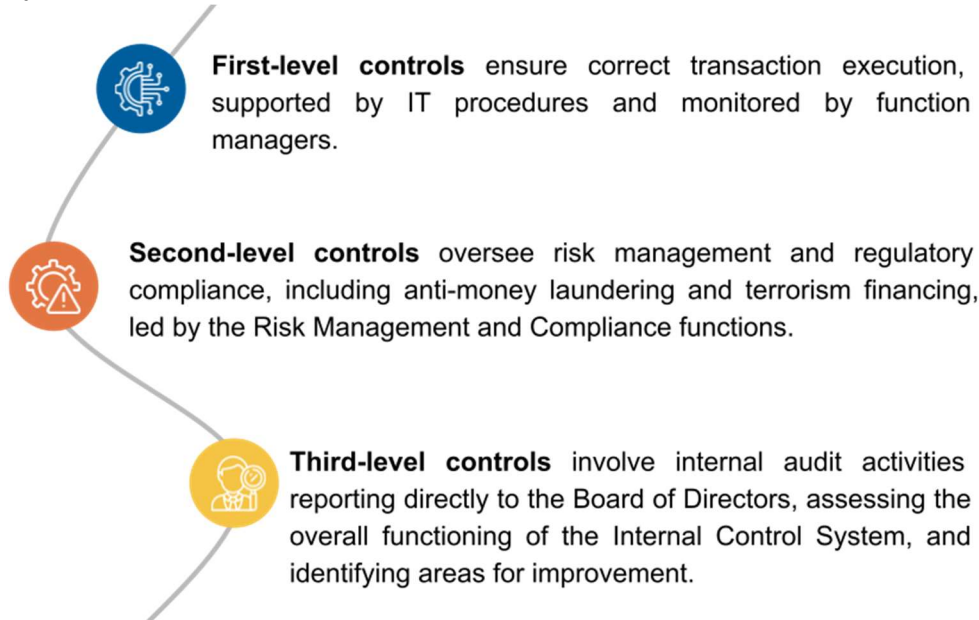 First-level controls ensure correct transaction execution,
supported by IT procedures and monitored by function
managers.
Second-level controls oversee risk management and regulatory
compliance, including anti-money laundering and terrorism financing,
led by the Risk Management and Compliance functions.
Third-level controls involve internal audit activities
reporting directly to the Board of Directors, assessing the
overall functioning of the Internal Control System, and
identifying areas for improvement.